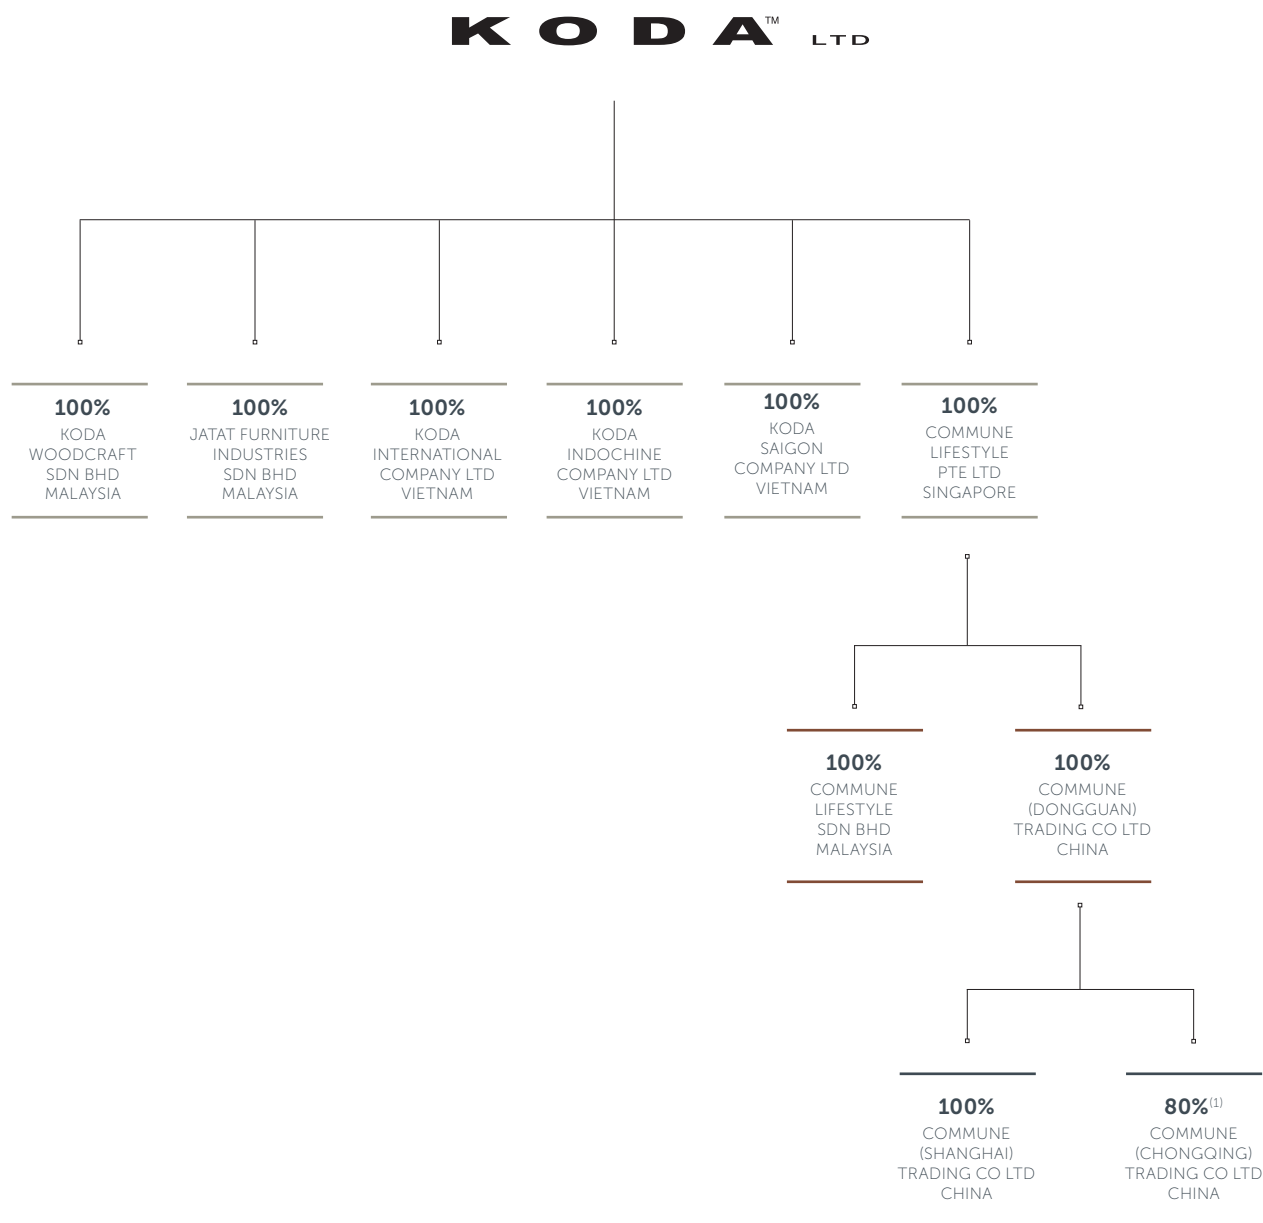 KODA™ LTD
100%
KODA
WOODCRAFT
SDN BHD
MALAYSIA
100%
JATAT FURNITURE
INDUSTRIES
SDN BHD
MALAYSIA
100%
KODA
INTERNATIONAL
COMPANY LTD
VIETNAM
100%
KODA
INDOCHINE
COMPANY LTD
VIETNAM
100%
KODA
SAIGON
COMPANY LTD
VIETNAM
100%
COMMUNE
LIFESTYLE
PTE LTD
SINGAPORE
100%
COMMUNE
LIFESTYLE
SDN BHD
MALAYSIA
100%
COMMUNE
(DONGGUAN)
TRADING CO LTD
CHINA
100%
COMMUNE
(SHANGHAI)
TRADING CO LTD
CHINA
80%(1)
COMMUNE
(CHONGQING)
TRADING CO LTD
CHINA